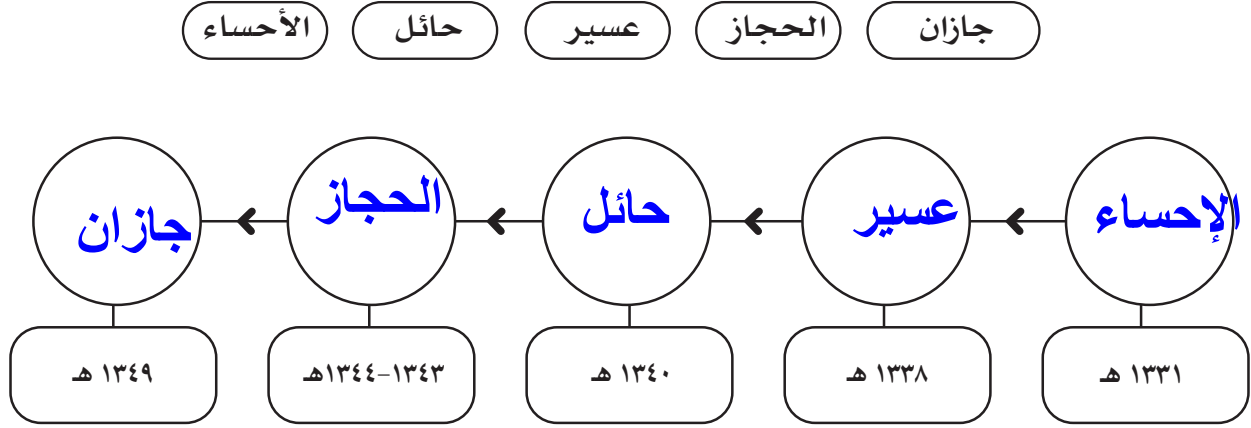 جازان الحجاز عسير حائل الأحساء
الإحساء عسير حائل الحجاز جازان
١٣٣١ هـ ١٣٣٨ هـ ١٣٤٠ هـ ١٣٤٣-١٣٤٤هـ ١٣٤٩ هـ